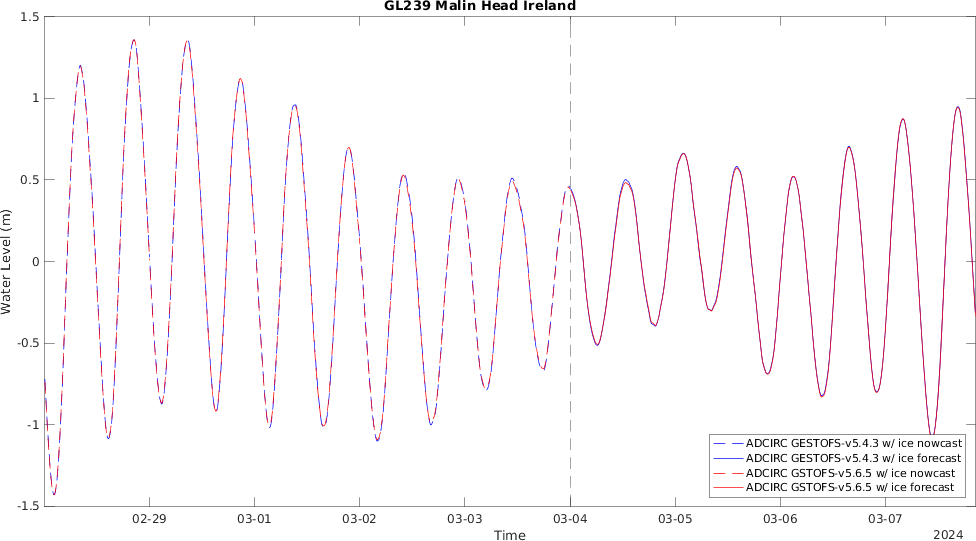 GL239 Malin Head Ireland
1.5
1
0.5
0
-0.5
-1
-1.5
Water Level (m)
02-29 03-01 03-02 03-03 03-04 03-05 03-06 03-07
Time
2024
ADCIRC GESTOFS-v5.4.3 w/ ice nowcast
ADCIRC GESTOFS-v5.4.3 w/ ice forecast
ADCIRC GSTOFS-v5.6.5 w/ ice nowcast
ADCIRC GSTOFS-v5.6.5 w/ ice forecast